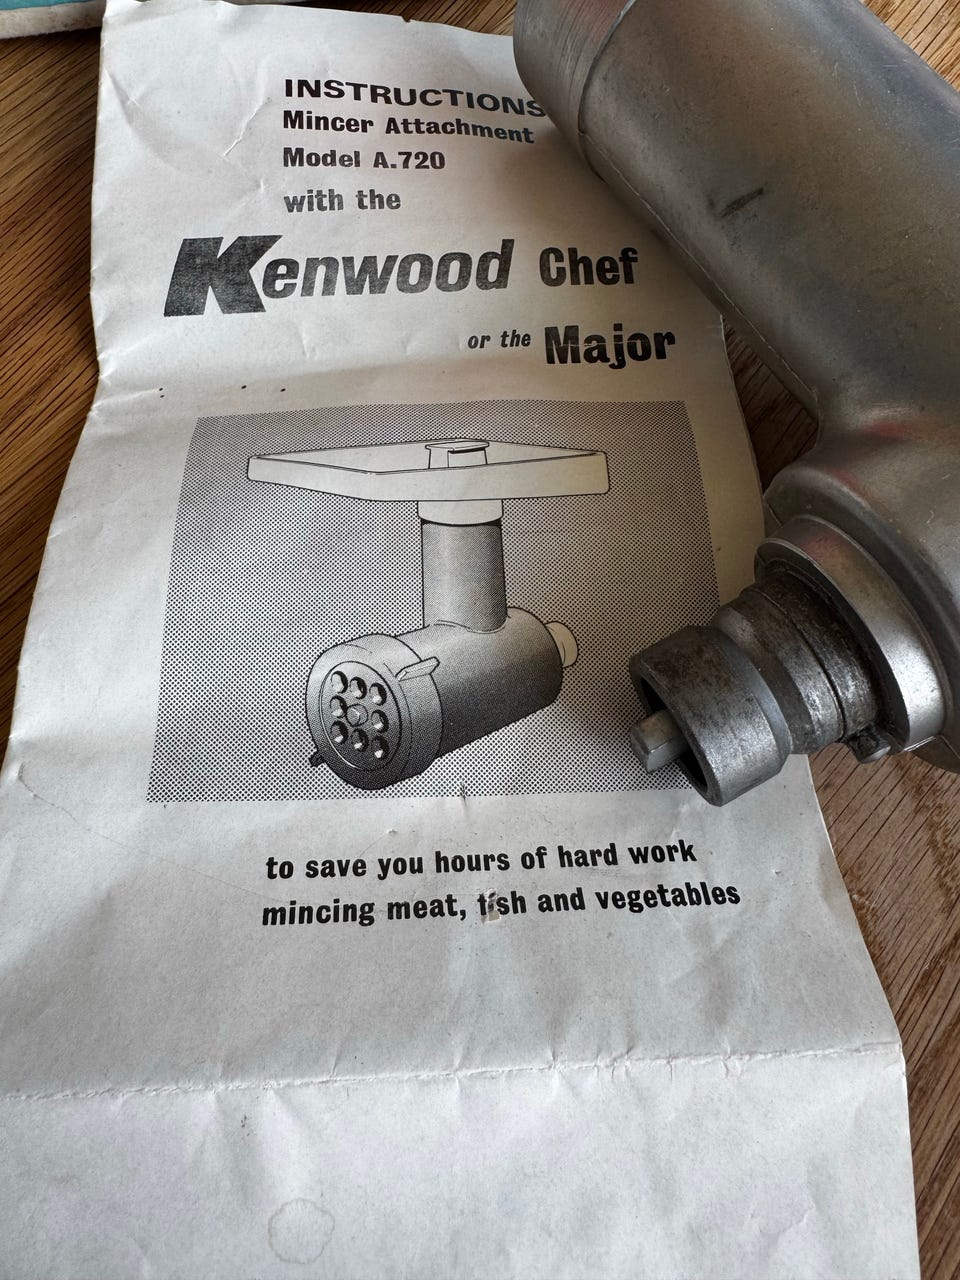 INSTRUCTIONS
Mincer Attachment
Model A.720
with the
Kenwood Chef
or the Major
to save you hours of hard work
mincing meat, fish and vegetables